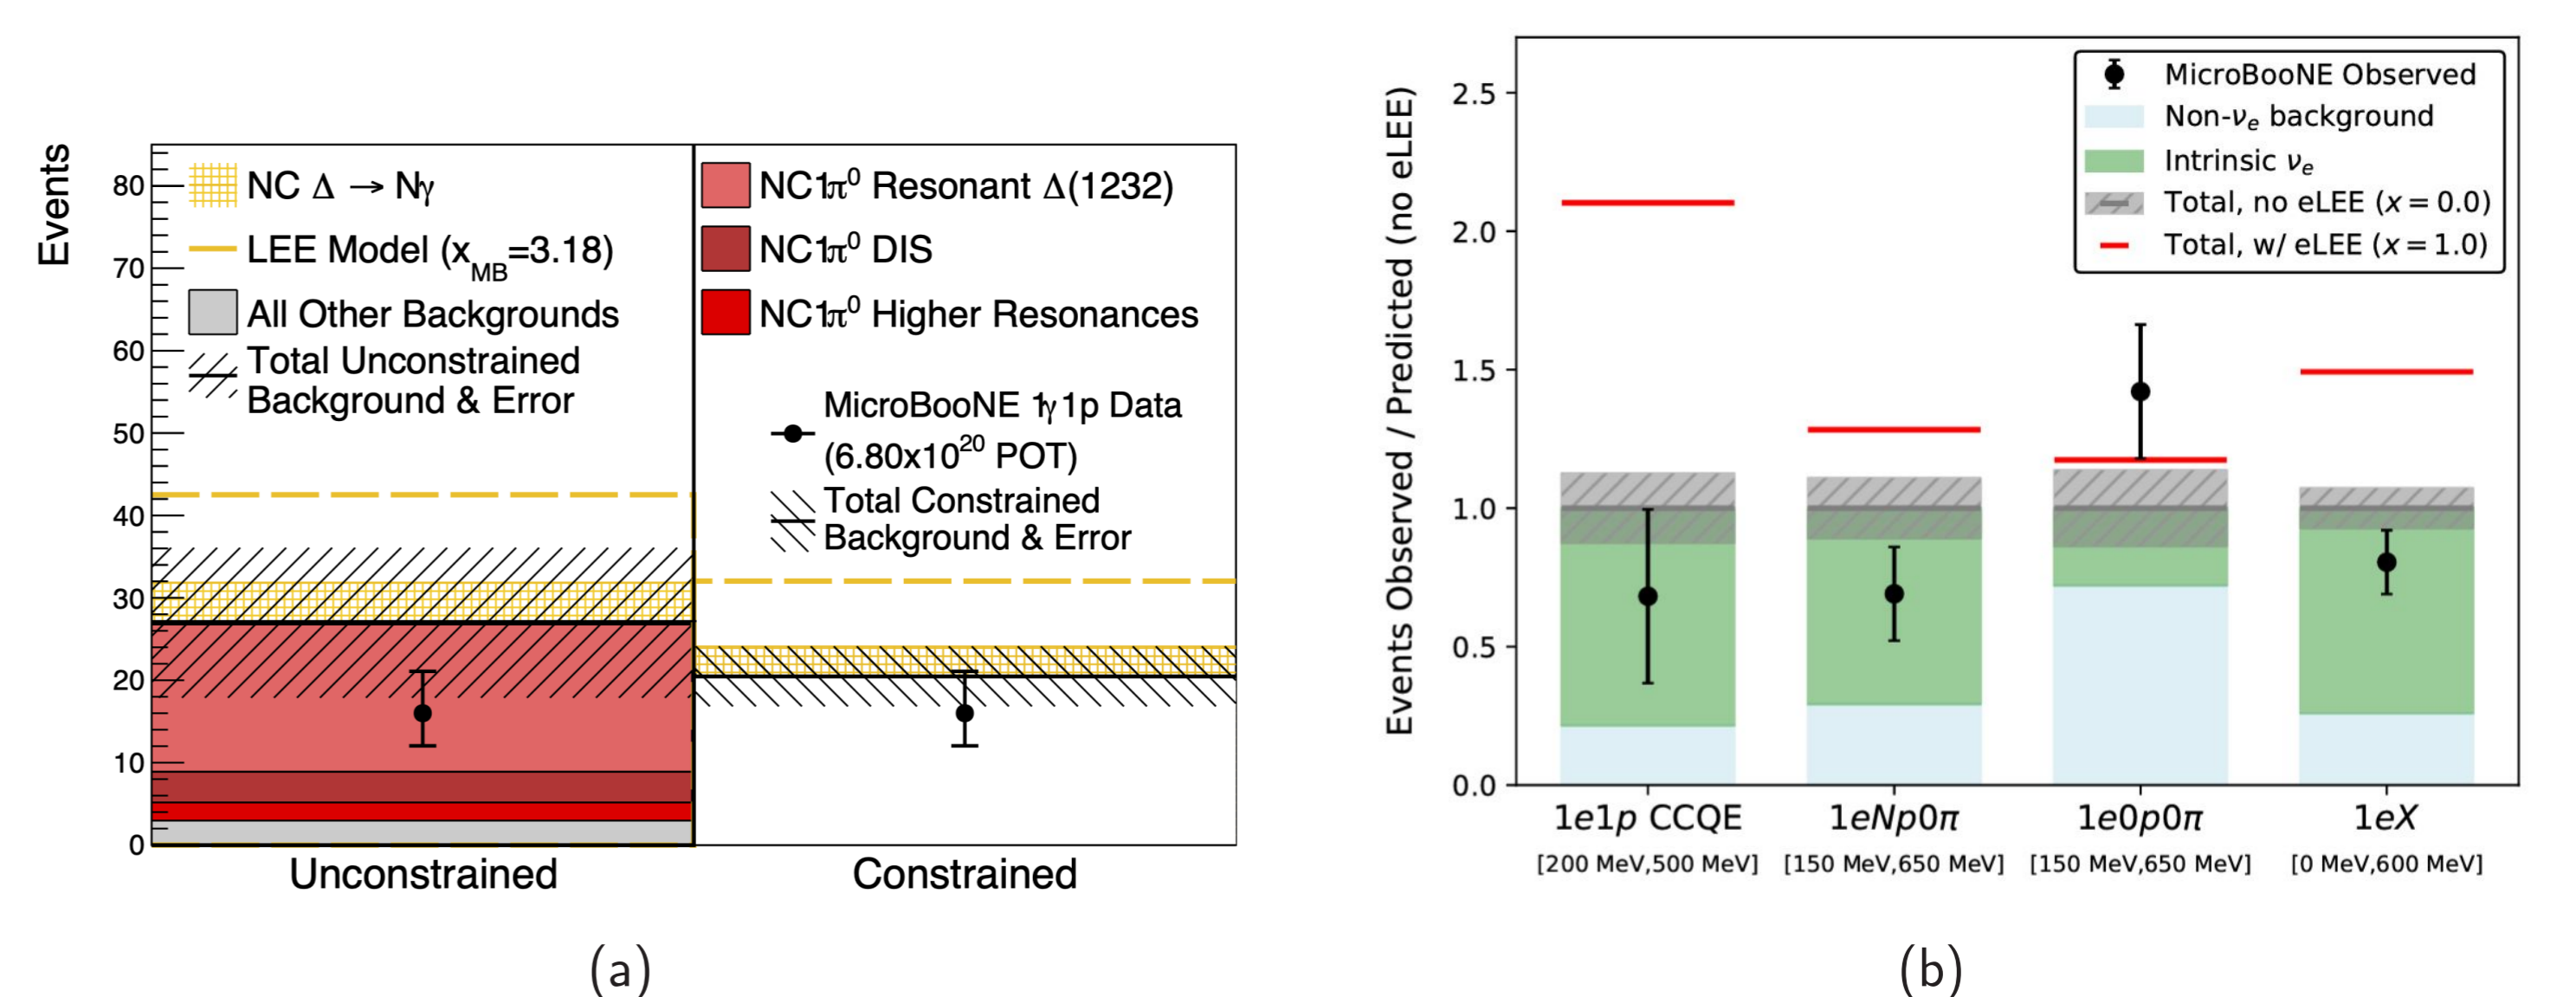 Events
80
70
60
50
40
30
20
10
0
NC Δ → Nγ
LEE Model (x_MB=3.18)
All Other Backgrounds
Total Unconstrained
Background & Error
NC1π⁰ Resonant Δ(1232)
NC1π⁰ DIS
NC1π⁰ Higher Resonances
MicroBooNE 1γ1p Data
(6.80x10²⁰ POT)
Total Constrained
Background & Error
Unconstrained
Constrained
(a)
Events Observed / Predicted (no eLEE)
2.5
2.0
1.5
1.0
0.5
0.0
MicroBooNE Observed
Non-νₑ background
Intrinsic νₑ
Total, no eLEE (x = 0.0)
Total, w/ eLEE (x = 1.0)
1e1p CCQE
1eNp0π
1e0p0π
1eX
[200 MeV,500 MeV]
[150 MeV,650 MeV]
[150 MeV,650 MeV]
[0 MeV,600 MeV]
(b)